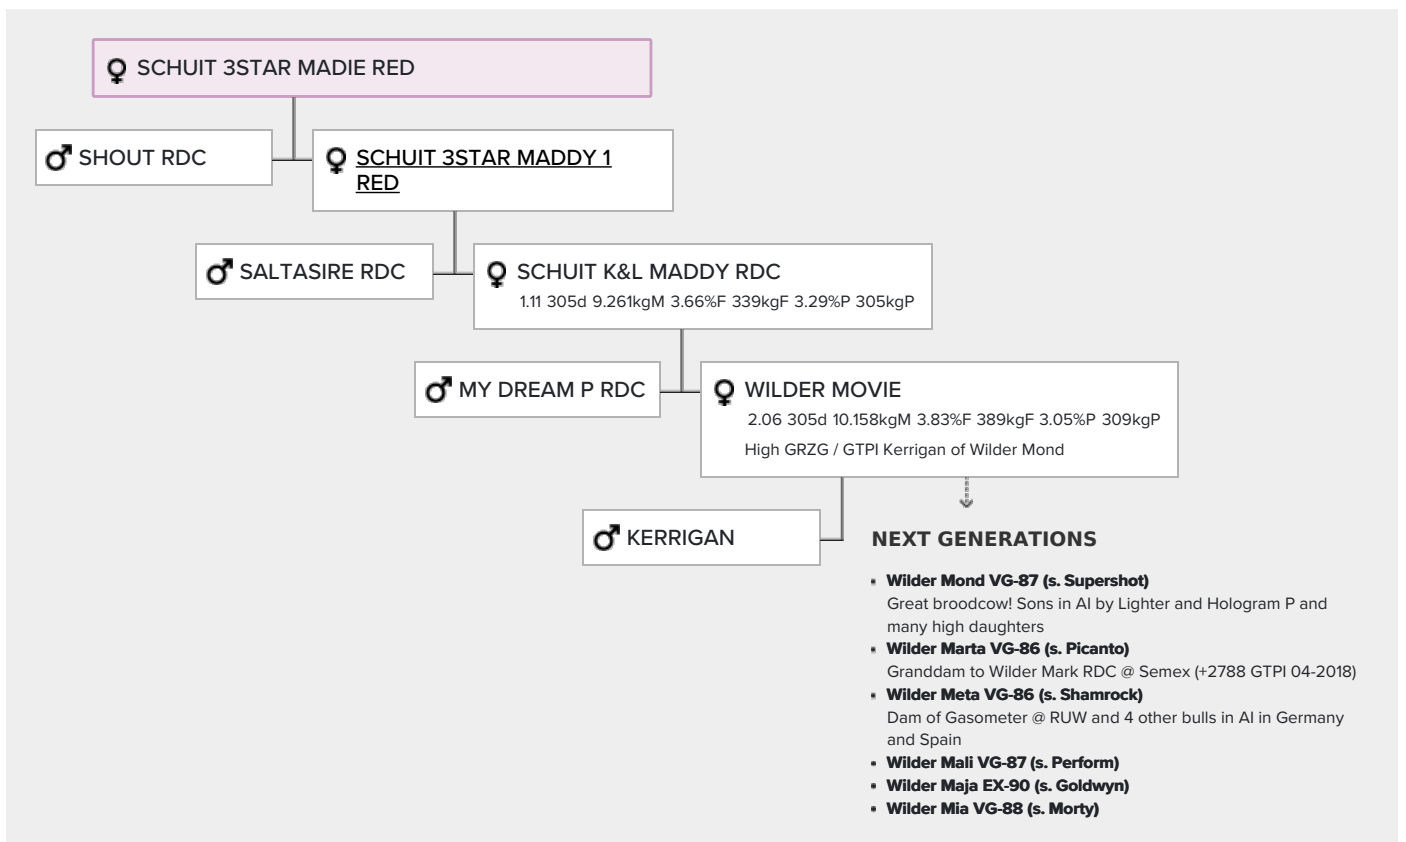 SCHUIT 3STAR MADIE RED
SHOUT RDC
SCHUIT 3STAR MADDY 1
RED
SALTASIRE RDC
SCHUIT K&L MADDY RDC
1.11 305d 9.261kgM 3.66%F 339kgF 3.29%P 305kgP
MY DREAM P RDC
WILDER MOVIE
2.06 305d 10.158kgM 3.83%F 389kgF 3.05%P 309kgP
High GRZG / GTPI Kerrigan of Wilder Mond
KERRIGAN
NEXT GENERATIONS
Wilder Mond VG-87 (s. Supershot)
Great broodcow! Sons in AI by Lighter and Hologram P and
many high daughters
Wilder Marta VG-86 (s. Picanto)
Granddam to Wilder Mark RDC @ Semex (+2788 GTPI 04-2018)
Wilder Meta VG-86 (s. Shamrock)
Dam of Gasometer @ RUW and 4 other bulls in AI in Germany
and Spain
Wilder Mali VG-87 (s. Perform)
Wilder Maja EX-90 (s. Goldwyn)
Wilder Mia VG-88 (s. Morty)